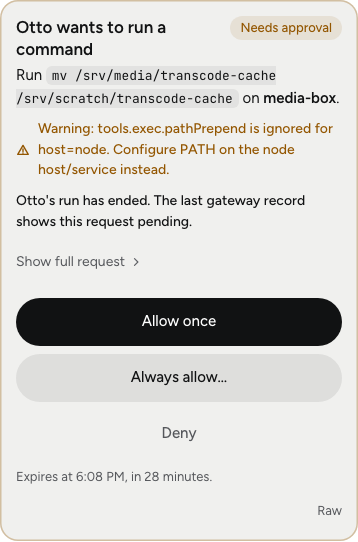 Otto wants to run a
command
Needs approval
Run mv /srv/media/transcode-cache
/srv/scratch/transcode-cache on media-box.
Warning: tools.exec.pathPrepend is ignored for
host=node. Configure PATH on the node
host/service instead.
Otto's run has ended. The last gateway record
shows this request pending.
Show full request
Allow once
Always allow...
Deny
Expires at 6:08 PM, in 28 minutes.
Raw